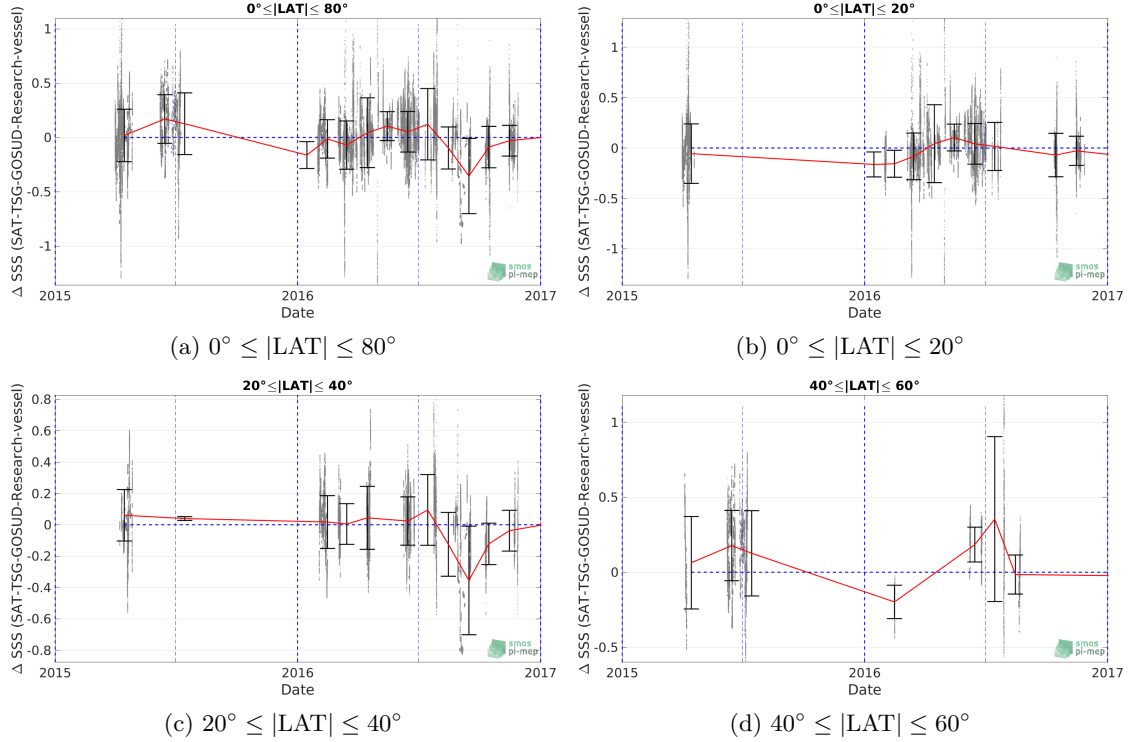 0°≤|LAT|≤ 80°
Δ SSS (SAT-TSG-GOSUD-Research-vessel)
1
0.5
0
-0.5
-1
2015
2016
2017
Date
smos
pi-mep
(a) 0° ≤ |LAT| ≤ 80°
0°≤|LAT|≤ 20°
Δ SSS (SAT-TSG-GOSUD-Research-vessel)
1
0.5
0
-0.5
-1
2015
2016
2017
Date
smos
pi-mep
(b) 0° ≤ |LAT| ≤ 20°
20°≤|LAT|≤ 40°
Δ SSS (SAT-TSG-GOSUD-Research-vessel)
0.8
0.6
0.4
0.2
0
-0.2
-0.4
-0.6
-0.8
2015
2016
2017
Date
smos
pi-mep
(c) 20° ≤ |LAT| ≤ 40°
40°≤|LAT|≤ 60°
Δ SSS (SAT-TSG-GOSUD-Research-vessel)
1
0.5
0
-0.5
2015
2016
2017
Date
smos
pi-mep
(d) 40° ≤ |LAT| ≤ 60°